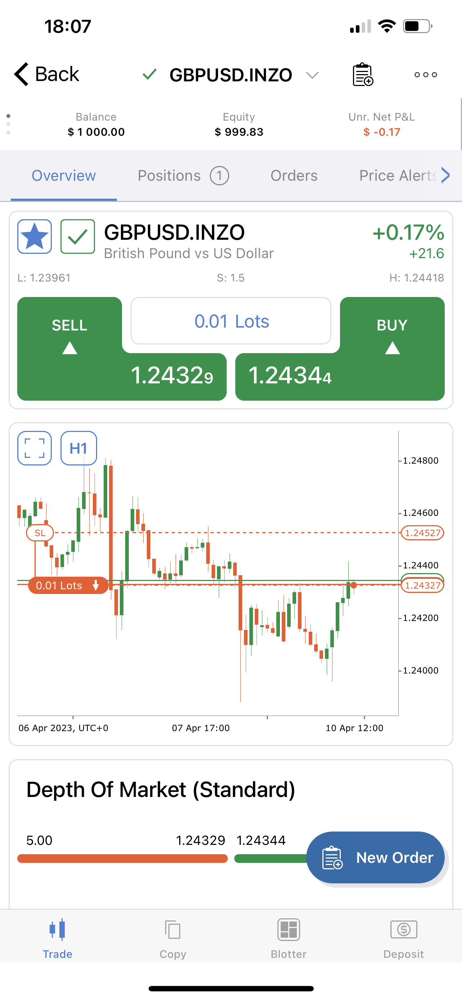 18:07
Back
GBPUSD.INZO
Balance Equity Unr. Net P&L
$ 1 000.00 $ 999.83 $ -0.17
Overview Positions 1 Orders Price Alerts
GBPUSD.INZO +0.17%
British Pound vs US Dollar +21.6
L: 1.23961 S: 1.5 H: 1.24418
SELL 0.01 Lots BUY
1.24329 1.24344
H1
1.24800
1.24600
SL 1.24527
1.24400
0.01 Lots 1.24327
1.24200
1.24000
06 Apr 2023, UTC+0 07 Apr 17:00 10 Apr 12:00
Depth Of Market (Standard)
5.00 1.24329 1.24344
New Order
Trade Copy Blotter Deposit